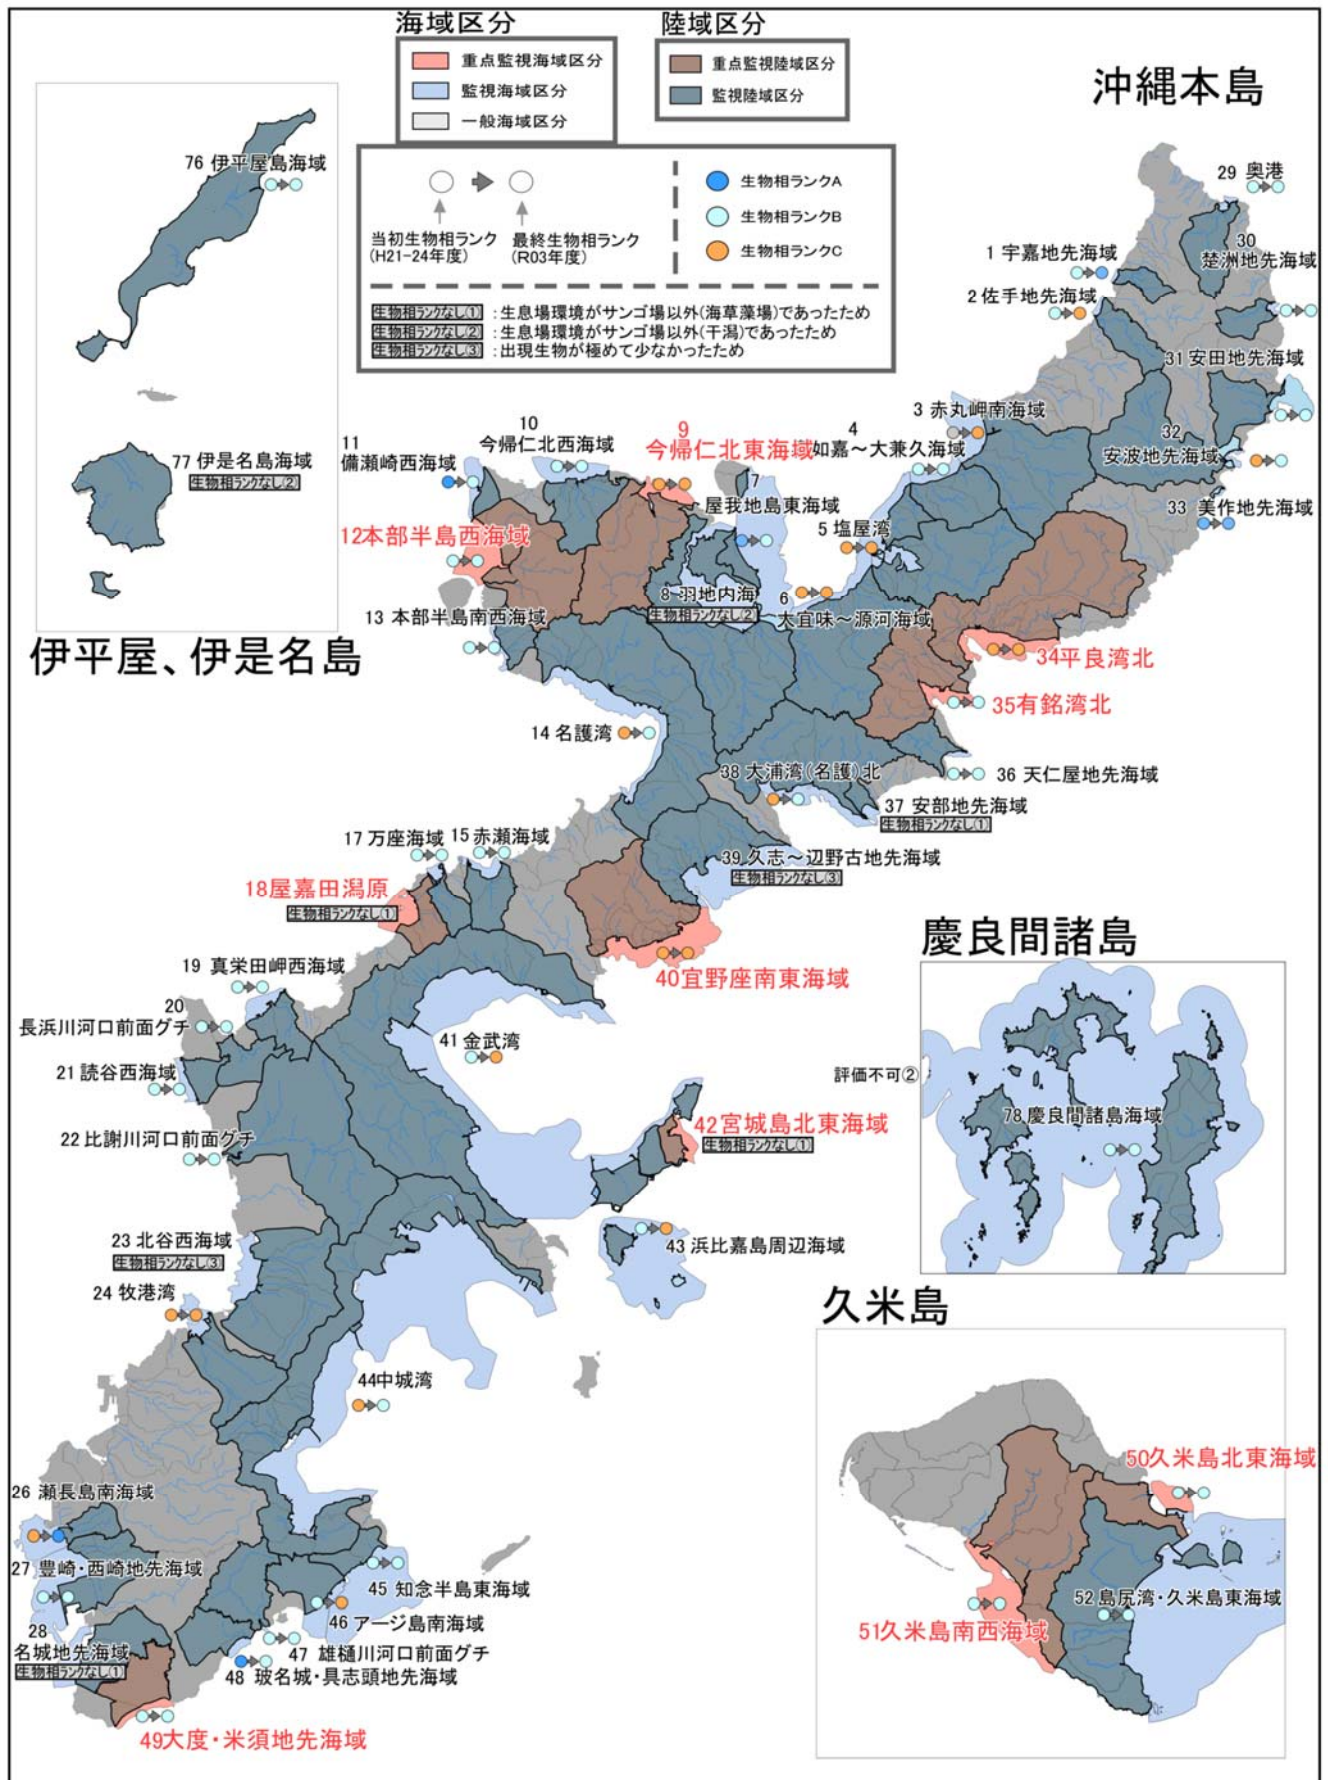 海域区分
重点監視海域区分
監視海域区分
一般海域区分
陸域区分
重点監視陸域区分
監視陸域区分
沖縄本島
当初生物相ランク
(H21-24年度)
最終生物相ランク
(R03年度)
生物相ランクA
生物相ランクB
生物相ランクC
生物相ランクなし① :生息場環境がサンゴ場以外(海草藻場)であったため
生物相ランクなし② :生息場環境がサンゴ場以外(干潟)であったため
生物相ランクなし③ :出現生物が極めて少なかったため
76 伊平屋島海域
77 伊是名島海域
生物相ランクなし②
伊平屋、伊是名島
29 奥港
30
楚洲地先海域
1 宇嘉地先海域
2 佐手地先海域
31 安田地先海域
3 赤丸岬南海域
32
安波地先海域
33 美作地先海域
4
如嘉~大兼久海域
5 塩屋湾
6
大宜味~源河海域
7
屋我地島東海域
8 羽地内海
生物相ランクなし②
9
今帰仁北東海域
10
今帰仁北西海域
11
備瀬崎西海域
12本部半島西海域
13 本部半島南西海域
14 名護湾
34平良湾北
35有銘湾北
36 天仁屋地先海域
37 安部地先海域
生物相ランクなし①
38 大浦湾(名護)北
39 久志~辺野古地先海域
生物相ランクなし③
40宜野座南東海域
17 万座海域
15 赤瀬海域
18屋嘉田潟原
生物相ランクなし①
19 真栄田岬西海域
20
長浜川河口前面グチ
21 読谷西海域
22 比謝川河口前面グチ
23 北谷西海域
生物相ランクなし③
24 牧港湾
41 金武湾
42宮城島北東海域
生物相ランクなし①
43 浜比嘉島周辺海域
44中城湾
26 瀬長島南海域
27 豊崎・西崎地先海域
28
名城地先海域
生物相ランクなし①
45 知念半島東海域
46 アージ島南海域
47 雄樋川河口前面グチ
48 玻名城・具志頭地先海域
49大度・米須地先海域
慶良間諸島
評価不可②
78 慶良間諸島海域
久米島
50久米島北東海域
51久米島南西海域
52 島尻湾・久米島東海域